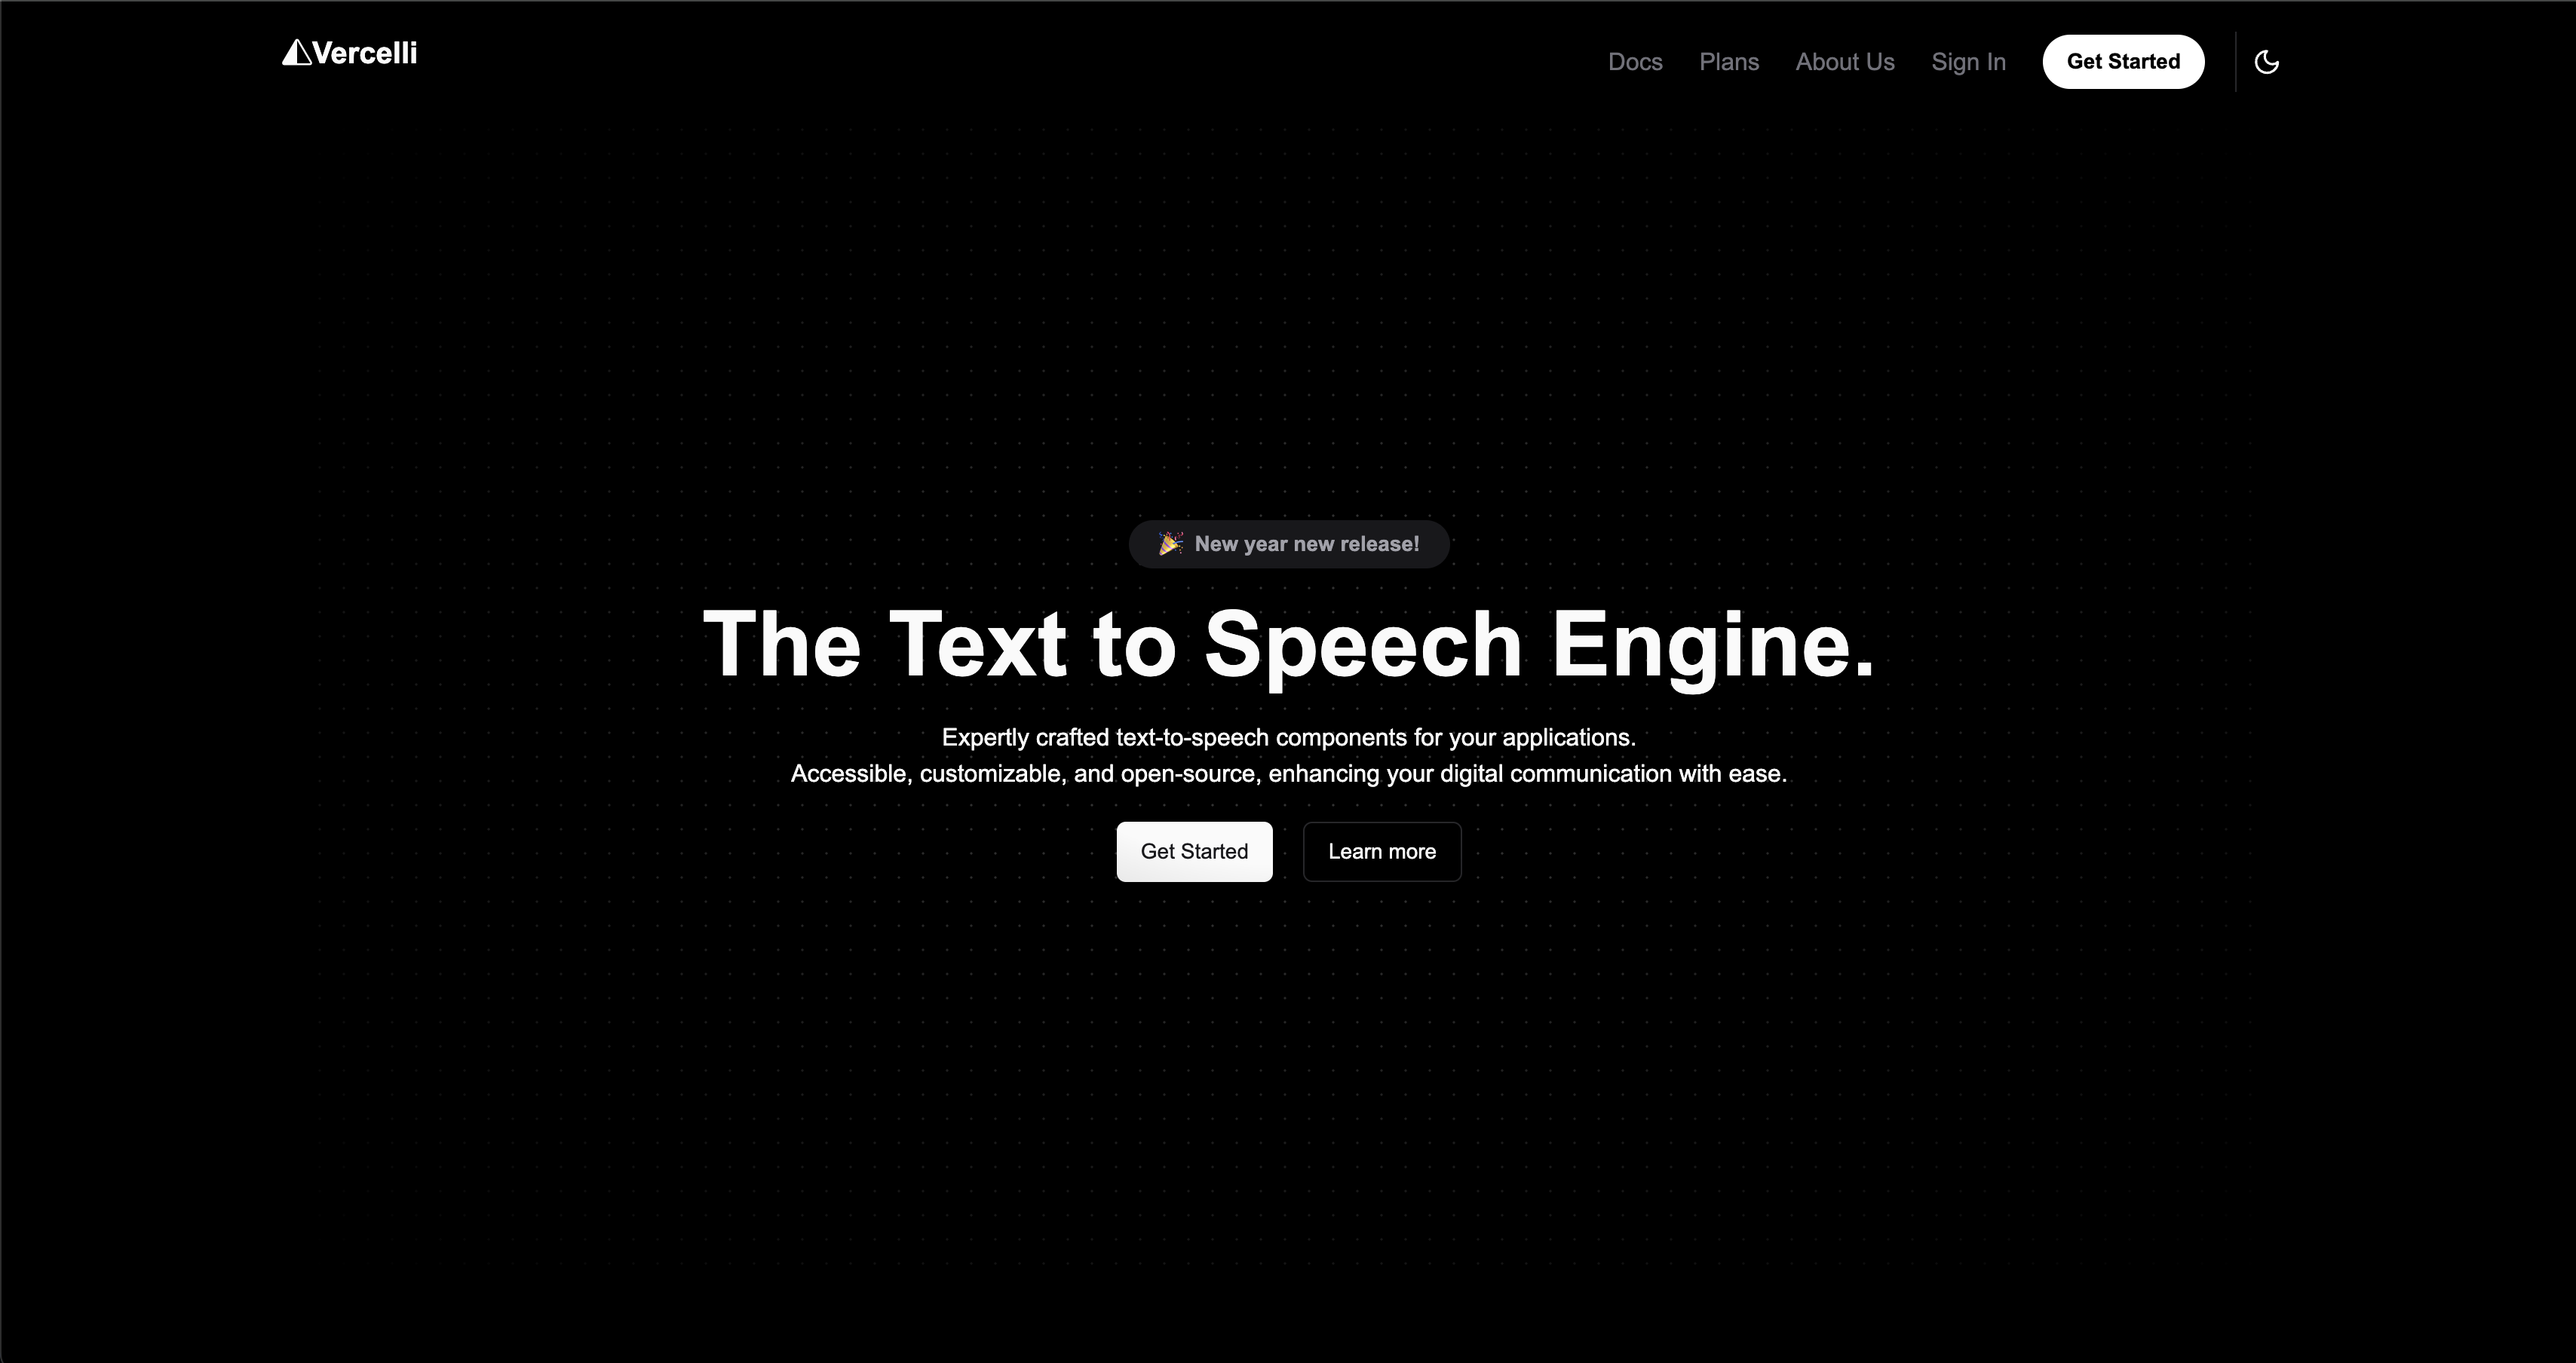 Vercelli
Docs Plans About Us Sign In Get Started
🎉 New year new release!
The Text to Speech Engine.
Expertly crafted text-to-speech components for your applications.
Accessible, customizable, and open-source, enhancing your digital communication with ease.
Get Started Learn more